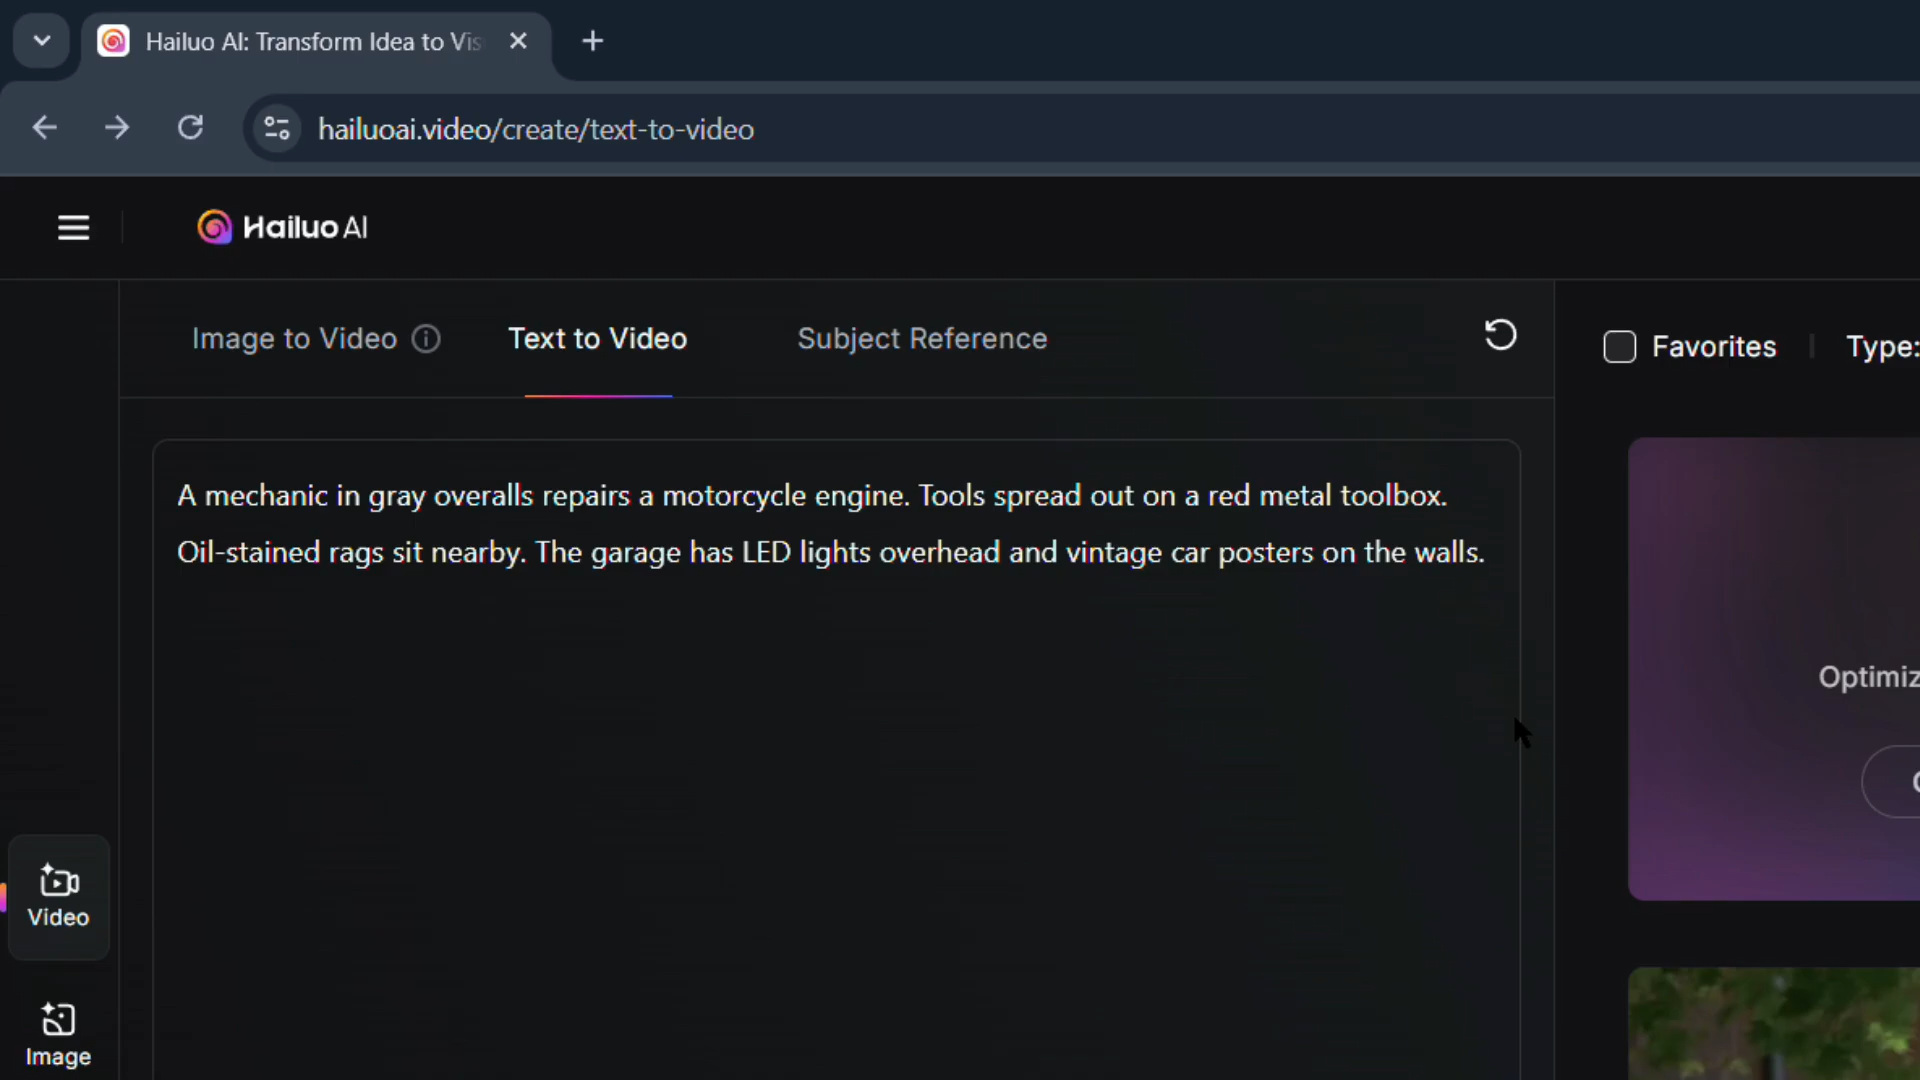 Hailuo AI: Transform Idea to Vis
hailuoai.video/create/text-to-video
Hailuo AI
Image to Video
Text to Video
Subject Reference
Favorites
Type:
A mechanic in gray overalls repairs a motorcycle engine. Tools spread out on a red metal toolbox.
Oil-stained rags sit nearby. The garage has LED lights overhead and vintage car posters on the walls.
Optimiz
Video
Image